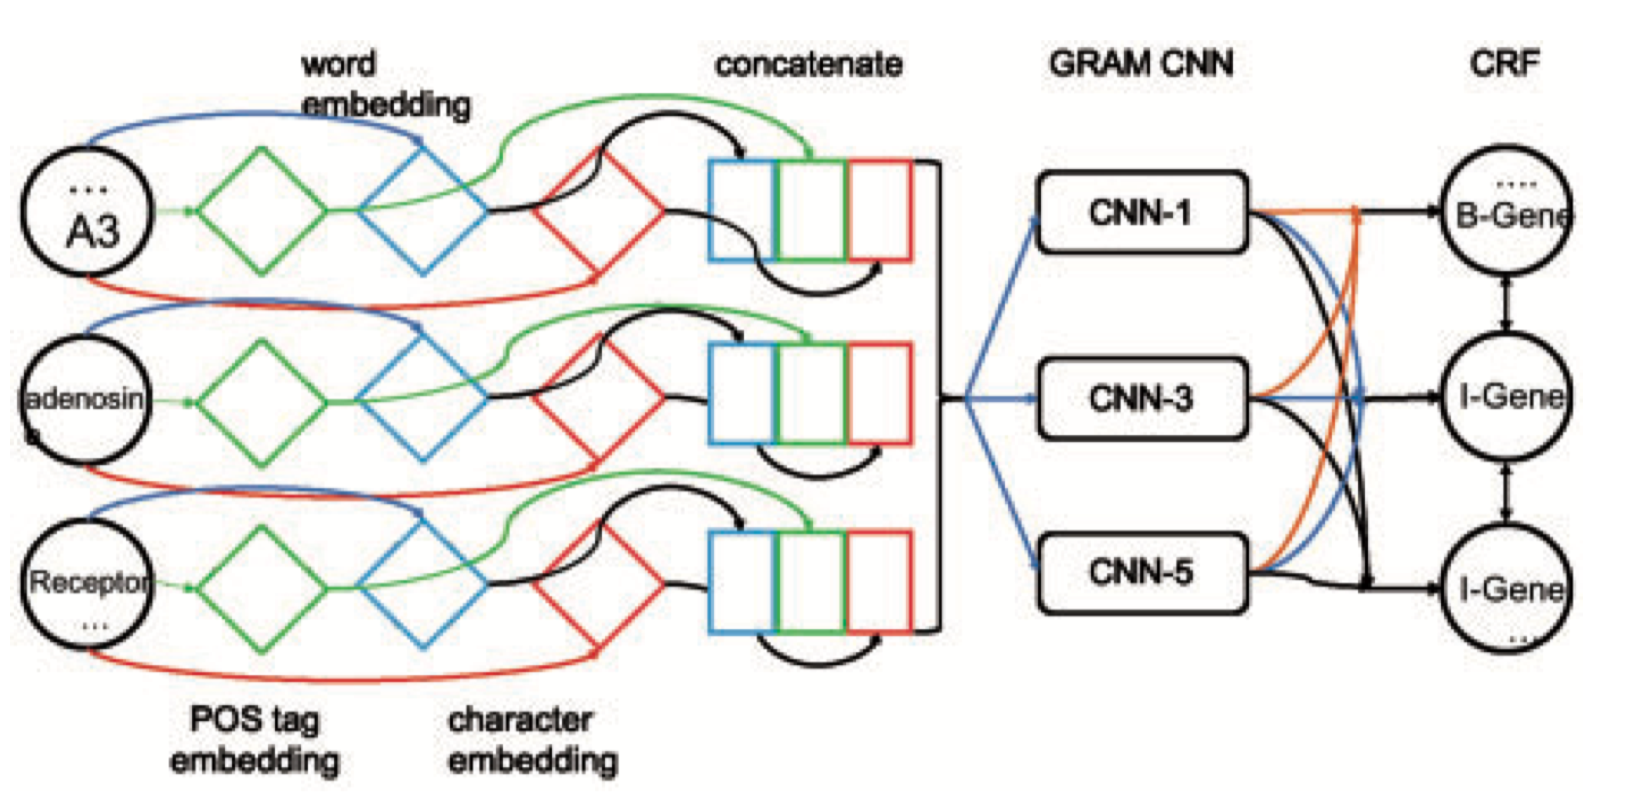 word
embedding
concatenate
GRAM CNN
CRF
...
A3
CNN-1
....
B-Gene
adenosin
e
CNN-3
I-Gene
Receptor
...
CNN-5
I-Gene
...
POS tag
embedding
character
embedding